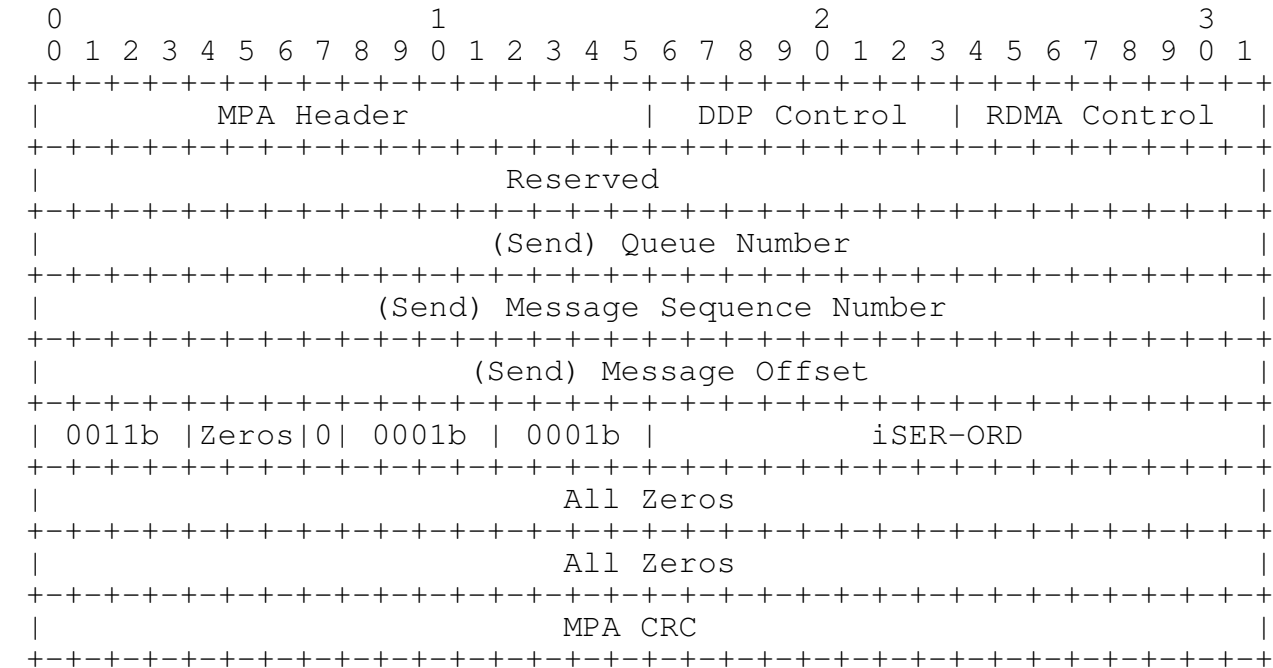 0                   1                   2                   3
 0 1 2 3 4 5 6 7 8 9 0 1 2 3 4 5 6 7 8 9 0 1 2 3 4 5 6 7 8 9 0 1
+-+-+-+-+-+-+-+-+-+-+-+-+-+-+-+-+-+-+-+-+-+-+-+-+-+-+-+-+-+-+-+-+
|         MPA Header            |  DDP Control  | RDMA Control  |
+-+-+-+-+-+-+-+-+-+-+-+-+-+-+-+-+-+-+-+-+-+-+-+-+-+-+-+-+-+-+-+-+
|                        Reserved                               |
+-+-+-+-+-+-+-+-+-+-+-+-+-+-+-+-+-+-+-+-+-+-+-+-+-+-+-+-+-+-+-+-+
|                       (Send) Queue Number                     |
+-+-+-+-+-+-+-+-+-+-+-+-+-+-+-+-+-+-+-+-+-+-+-+-+-+-+-+-+-+-+-+-+
|                 (Send) Message Sequence Number                |
+-+-+-+-+-+-+-+-+-+-+-+-+-+-+-+-+-+-+-+-+-+-+-+-+-+-+-+-+-+-+-+-+
|                      (Send) Message Offset                    |
+-+-+-+-+-+-+-+-+-+-+-+-+-+-+-+-+-+-+-+-+-+-+-+-+-+-+-+-+-+-+-+-+
| 0011b |Zeros|0| 0001b | 0001b |           iSER-ORD            |
+-+-+-+-+-+-+-+-+-+-+-+-+-+-+-+-+-+-+-+-+-+-+-+-+-+-+-+-+-+-+-+-+
|                           All Zeros                           |
+-+-+-+-+-+-+-+-+-+-+-+-+-+-+-+-+-+-+-+-+-+-+-+-+-+-+-+-+-+-+-+-+
|                           All Zeros                           |
+-+-+-+-+-+-+-+-+-+-+-+-+-+-+-+-+-+-+-+-+-+-+-+-+-+-+-+-+-+-+-+-+
|                           MPA CRC                             |
+-+-+-+-+-+-+-+-+-+-+-+-+-+-+-+-+-+-+-+-+-+-+-+-+-+-+-+-+-+-+-+-+